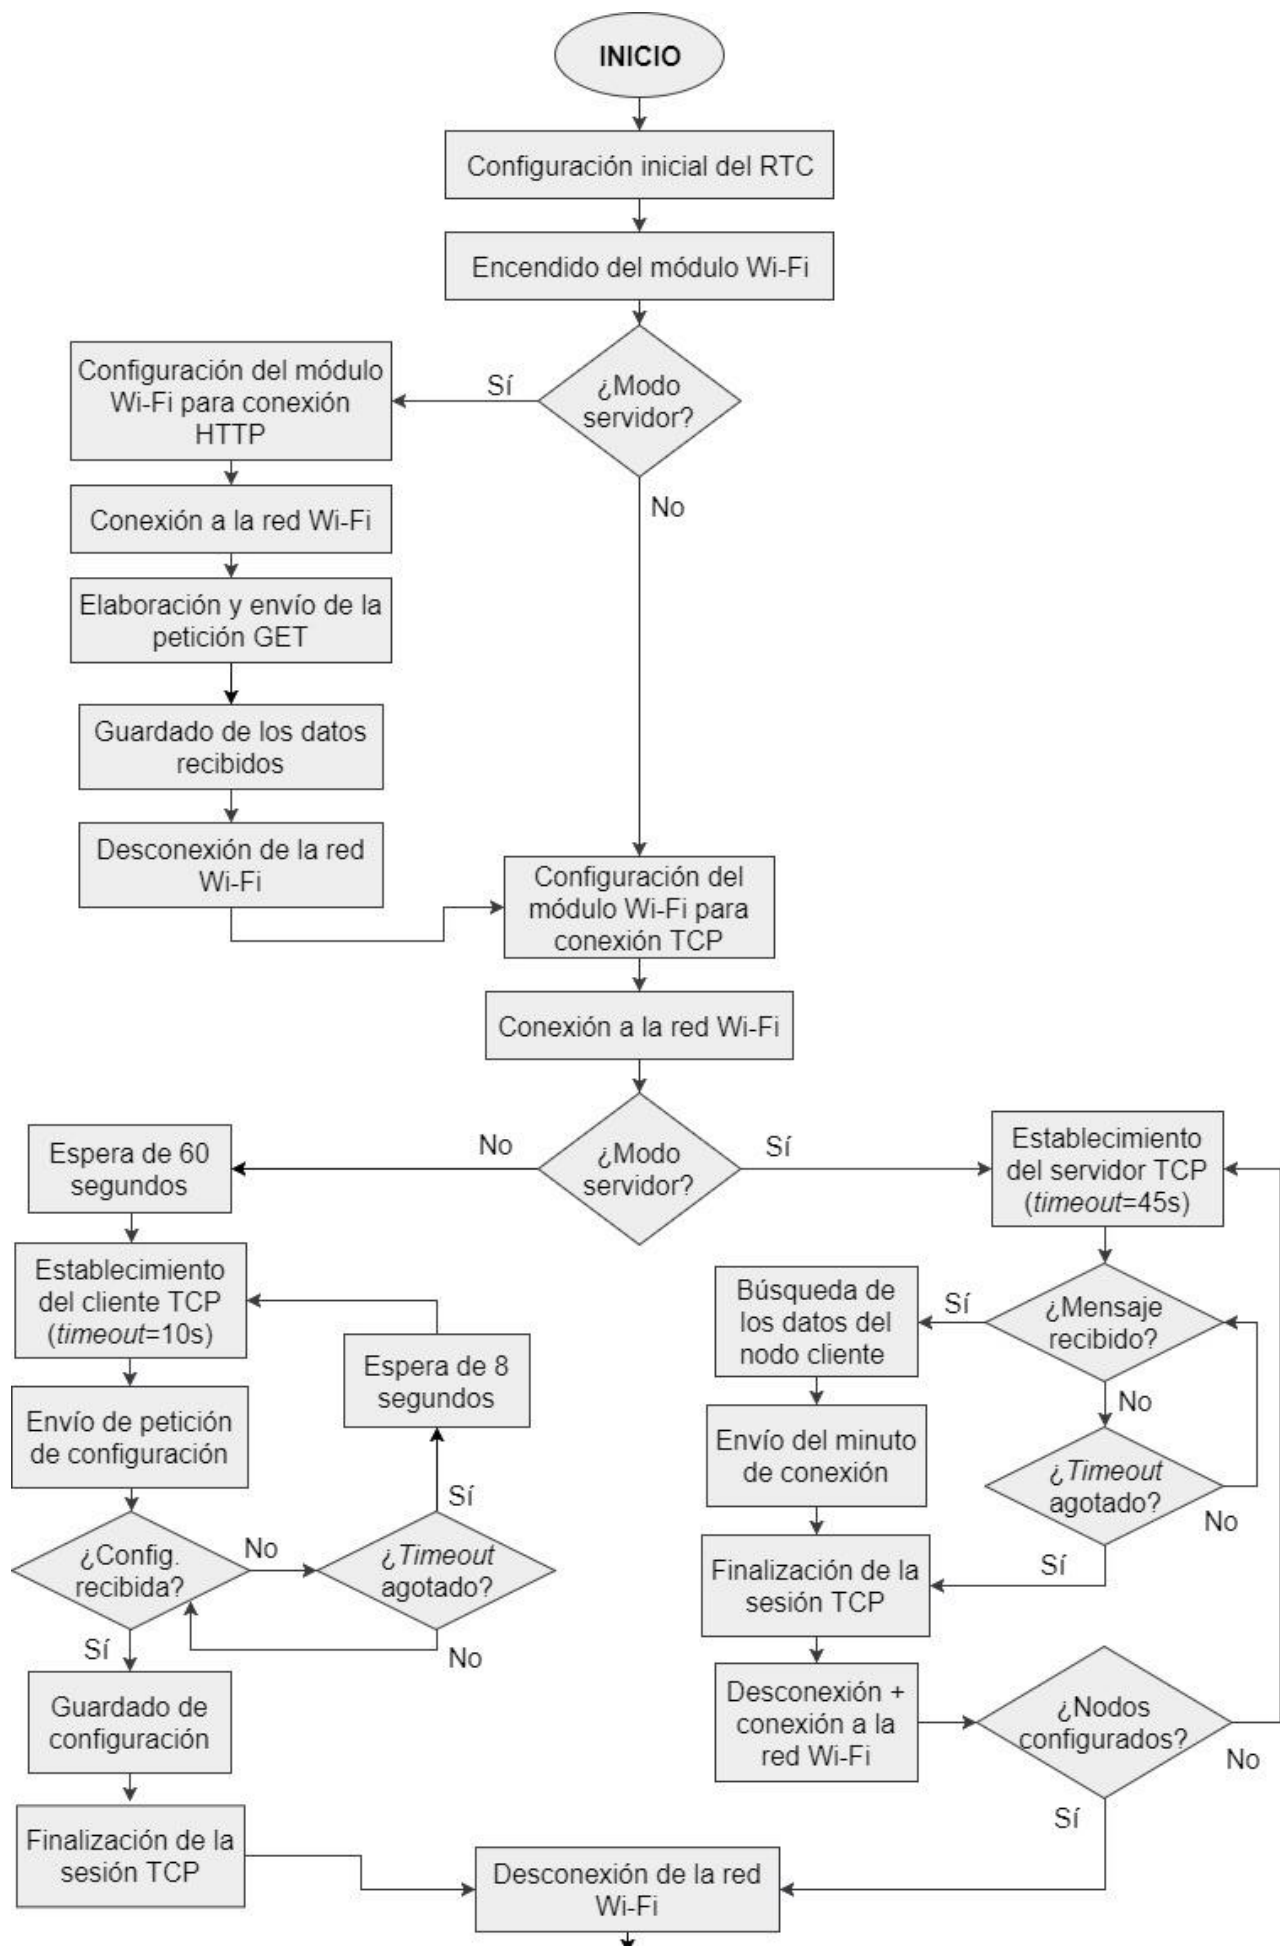 INICIO
Configuración inicial del RTC
Encendido del módulo Wi-Fi
¿Modo
servidor?
Sí
No
Configuración del módulo
Wi-Fi para conexión
HTTP
Conexión a la red Wi-Fi
Elaboración y envío de la
petición GET
Guardado de los datos
recibidos
Desconexión de la red
Wi-Fi
Configuración del
módulo Wi-Fi para
conexión TCP
Conexión a la red Wi-Fi
¿Modo
servidor?
No
Sí
Espera de 60
segundos
Establecimiento
del cliente TCP
(timeout=10s)
Envío de petición
de configuración
¿Config.
recibida?
No
¿Timeout
agotado?
Sí
Espera de 8
segundos
No
Sí
Guardado de
configuración
Finalización de la
sesión TCP
Establecimiento
del servidor TCP
(timeout=45s)
¿Mensaje
recibido?
Sí
No
Búsqueda de
los datos del
nodo cliente
Envío del minuto
de conexión
¿Timeout
agotado?
No
Sí
Finalización de la
sesión TCP
Desconexión +
conexión a la
red Wi-Fi
¿Nodos
configurados?
No
Sí
Desconexión de la red
Wi-Fi